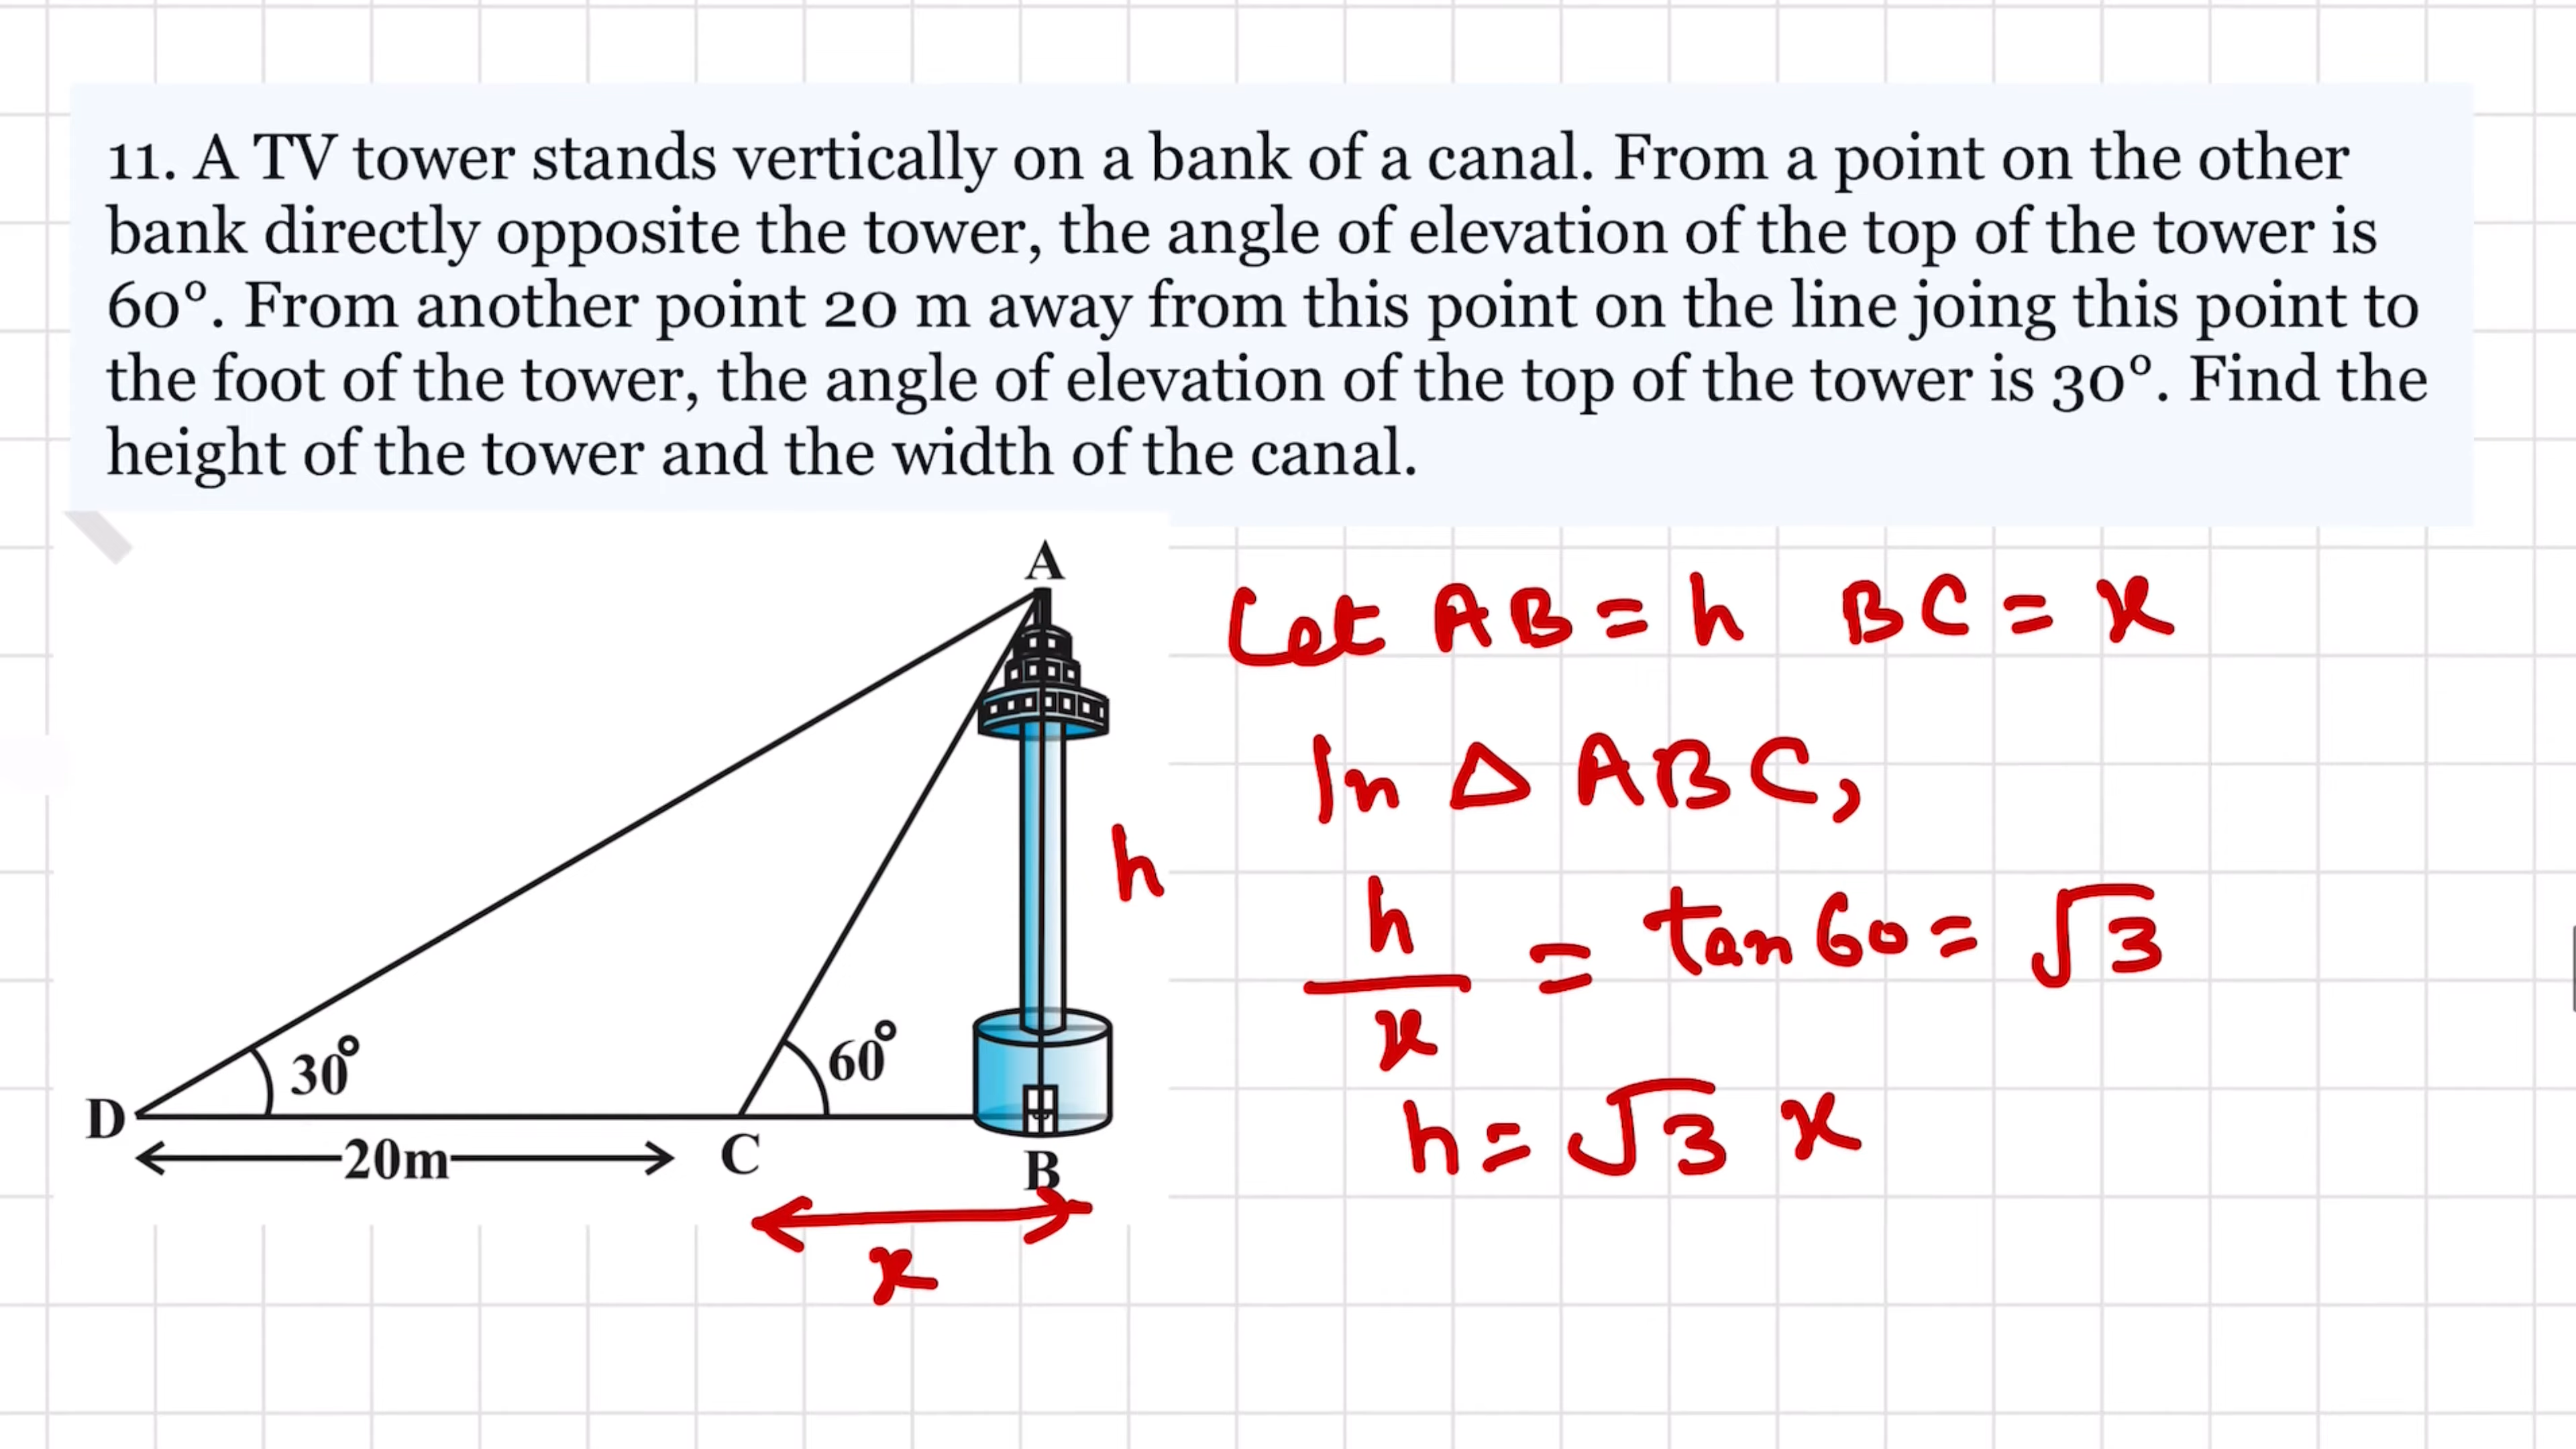 11. A TV tower stands vertically on a bank of a canal. From a point on the other
bank directly opposite the tower, the angle of elevation of the top of the tower is
60°. From another point 20 m away from this point on the line joing this point to
the foot of the tower, the angle of elevation of the top of the tower is 30°. Find the
height of the tower and the width of the canal.
A
Let AB = h BC = x
In △ ABC,
h
h/x = tan 60 = √3
30°
60°
h = √3 x
D
20m
C
B
x